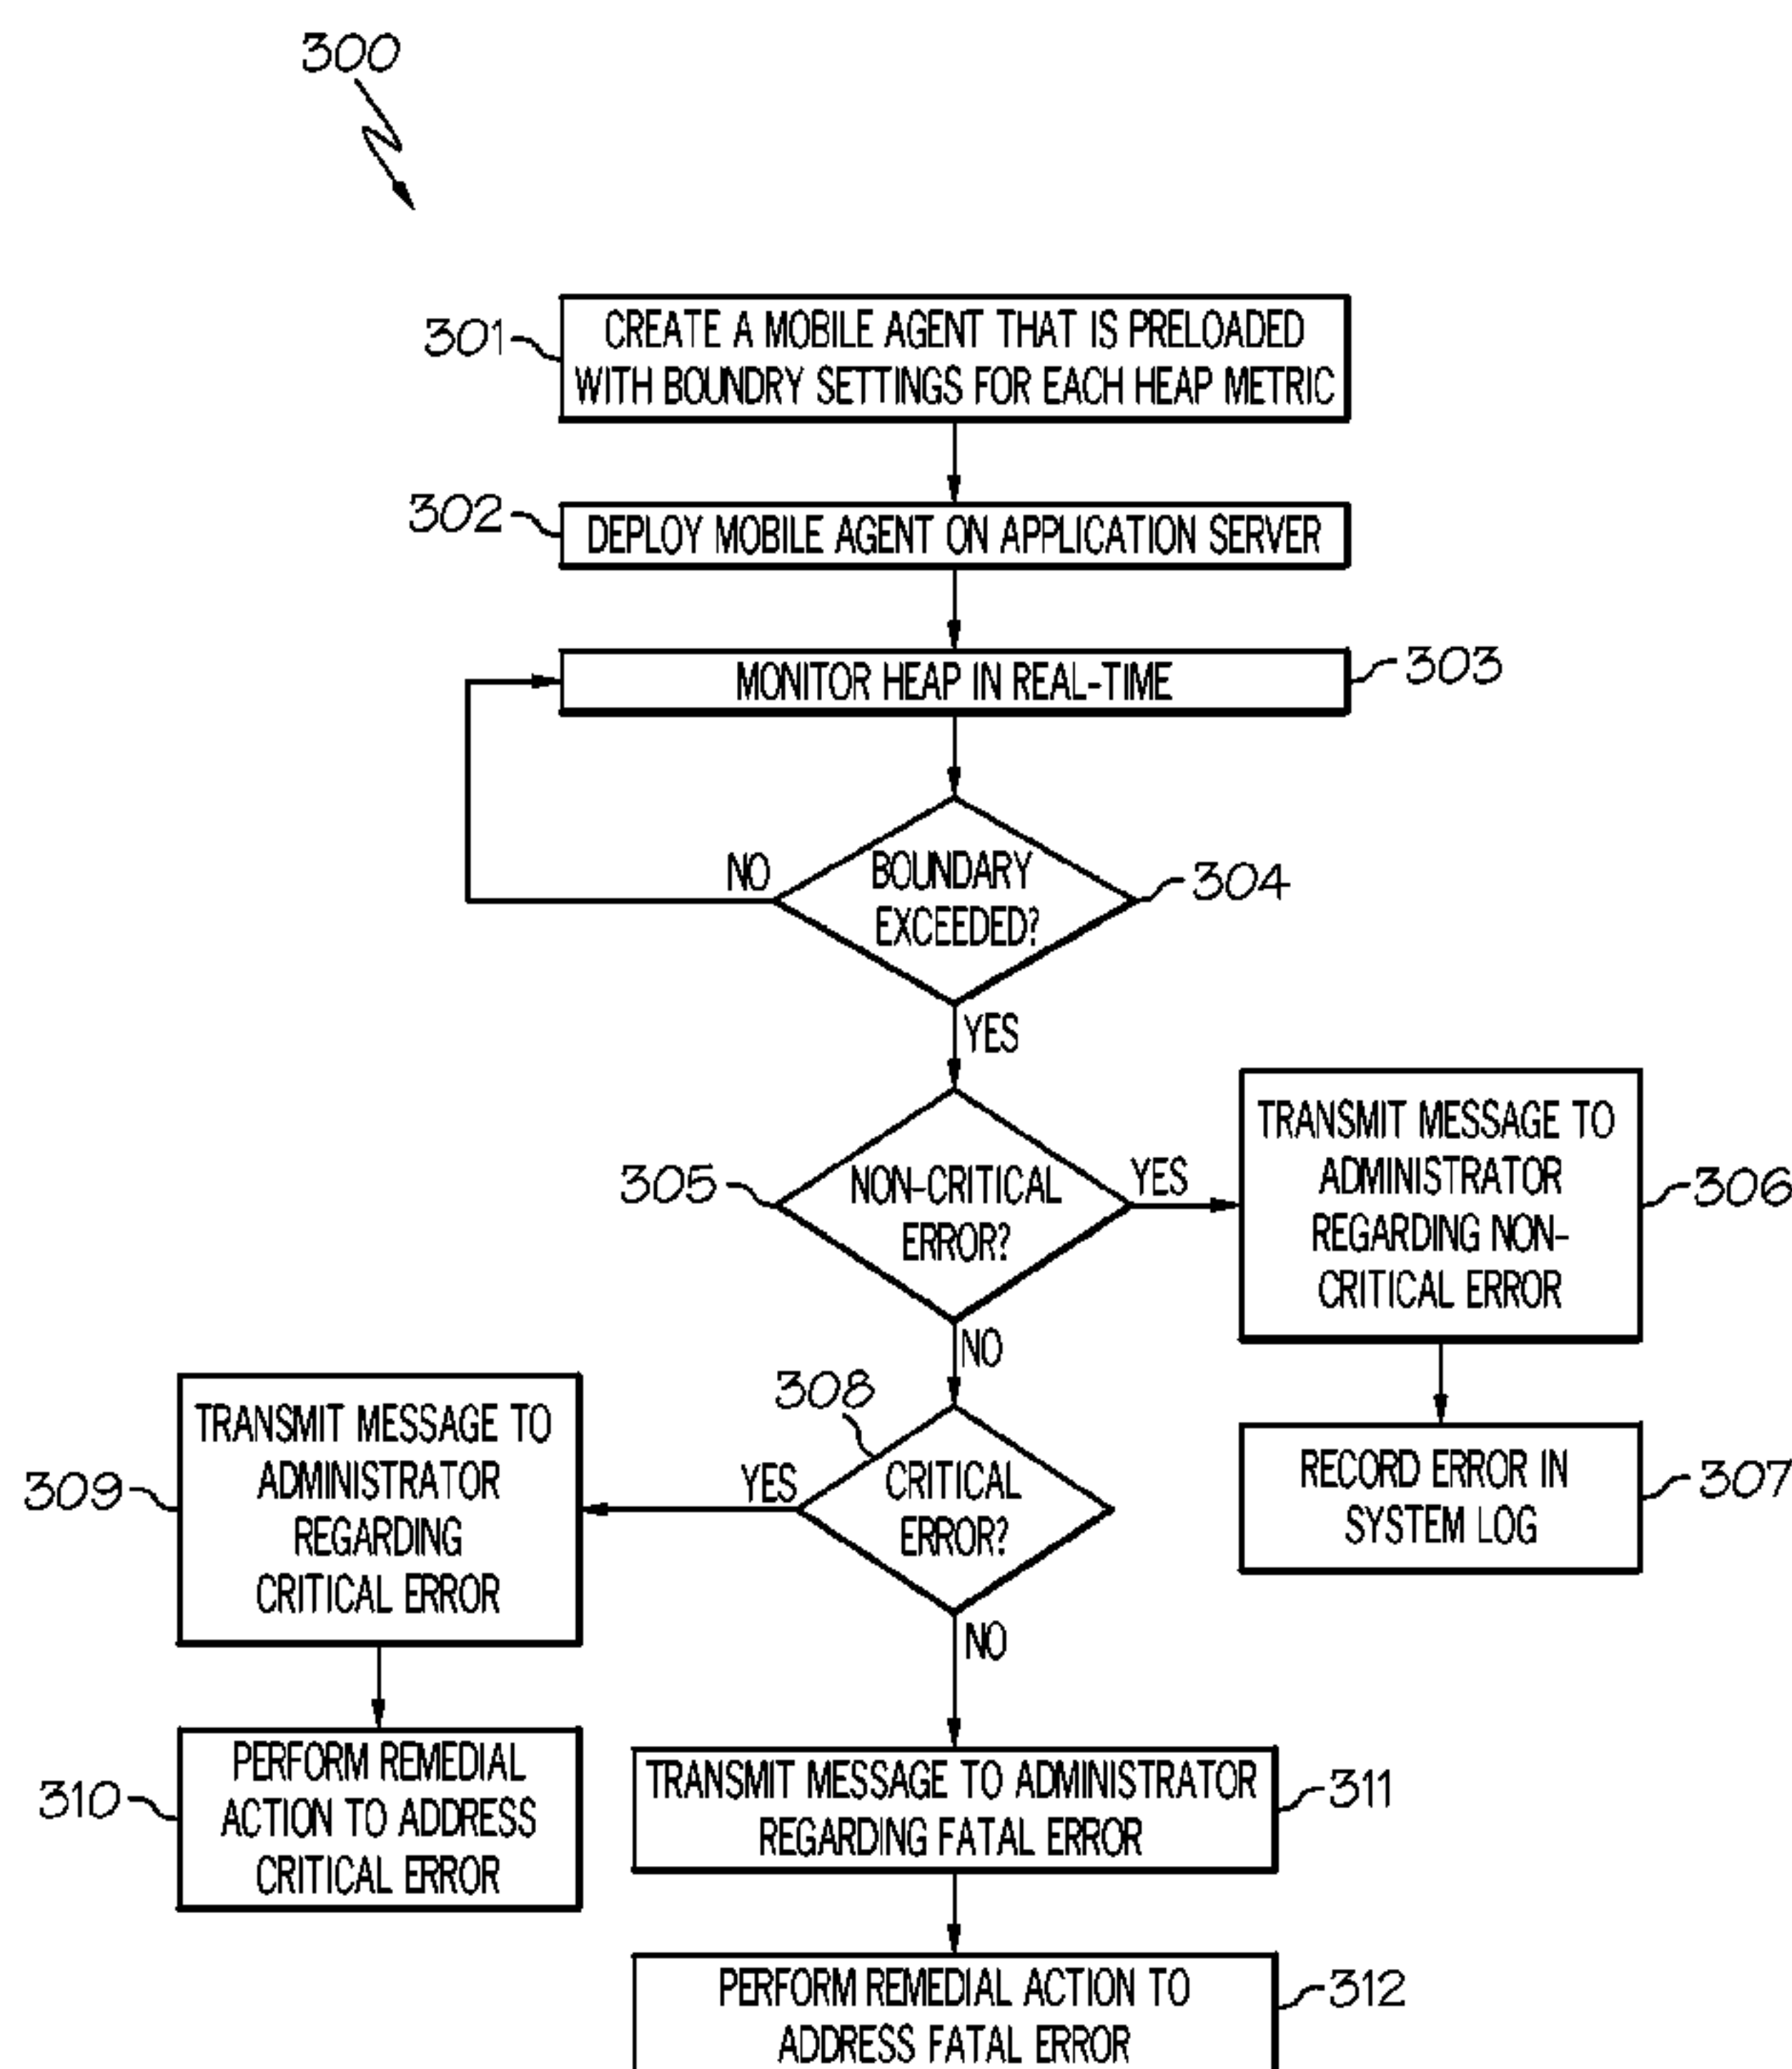 300
301
CREATE A MOBILE AGENT THAT IS PRELOADED
WITH BOUNDRY SETTINGS FOR EACH HEAP METRIC
302
DEPLOY MOBILE AGENT ON APPLICATION SERVER
MONITOR HEAP IN REAL-TIME
303
NO
BOUNDARY
EXCEEDED?
304
YES
305
NON-CRITICAL
ERROR?
YES
TRANSMIT MESSAGE TO
ADMINISTRATOR
REGARDING NON-
CRITICAL ERROR
306
NO
RECORD ERROR IN
SYSTEM LOG
307
308
CRITICAL
ERROR?
YES
309
TRANSMIT MESSAGE TO
ADMINISTRATOR
REGARDING
CRITICAL ERROR
NO
310
PERFORM REMEDIAL
ACTION TO ADDRESS
CRITICAL ERROR
TRANSMIT MESSAGE TO ADMINISTRATOR
REGARDING FATAL ERROR
311
PERFORM REMEDIAL ACTION TO
ADDRESS FATAL ERROR
312